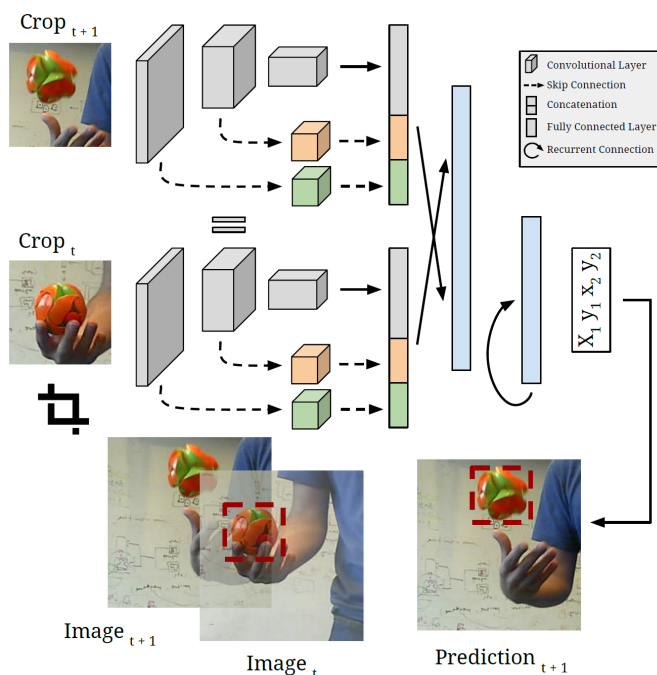 Crop t + 1
Convolutional Layer
Skip Connection
Concatenation
Fully Connected Layer
Recurrent Connection
Crop t
X1 y1 X2 y2
Image t + 1
Image t
Prediction t + 1